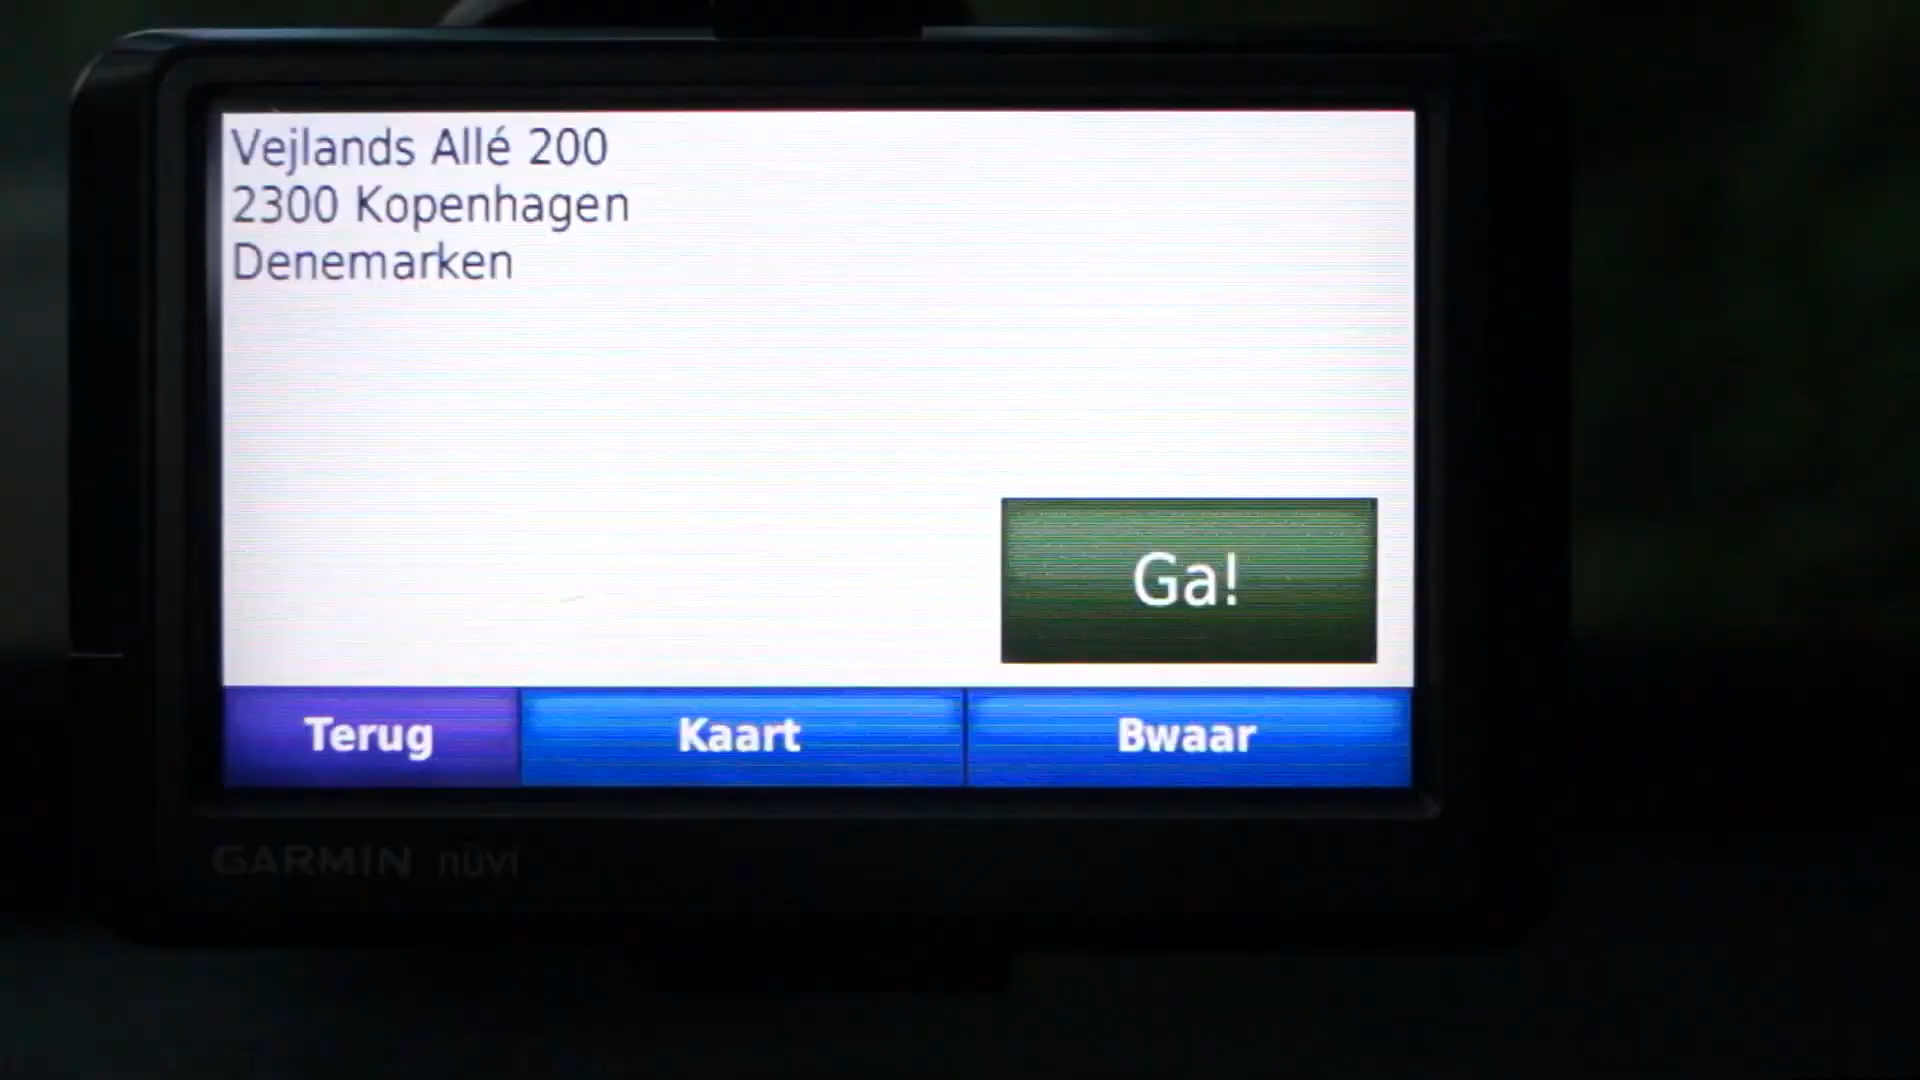 Vejlands Allé 200
2300 Kopenhagen
Denemarken
Ga!
Terug Kaart Bwaar
GARMIN nüvi